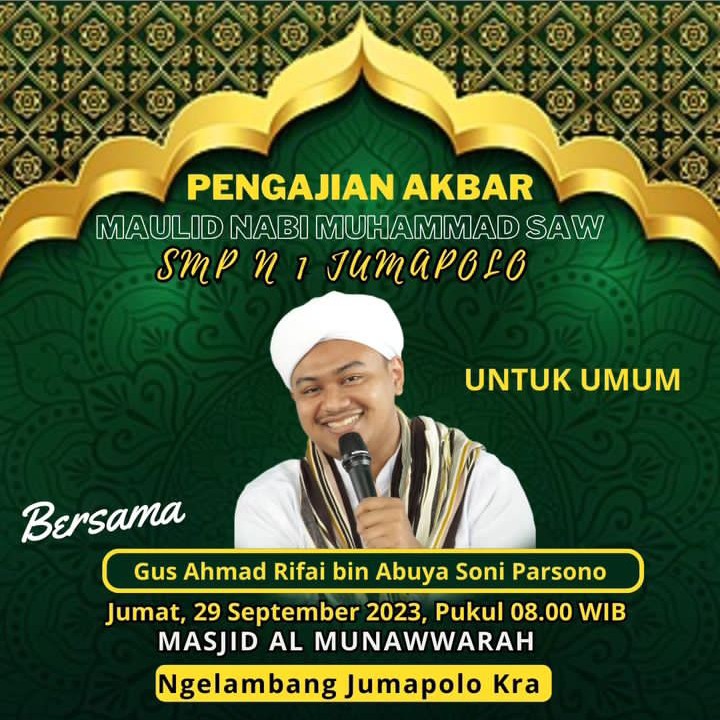 PENGAJIAN AKBAR
MAULID NABI MUHAMMAD SAW
SMP N 1 JUMAPOLO
UNTUK UMUM
Bersama
Gus Ahmad Rifai bin Abuya Soni Parsono
Jumat, 29 September 2023, Pukul 08.00 WIB
MASJID AL MUNAWWARAH
Ngelambang Jumapolo Kra